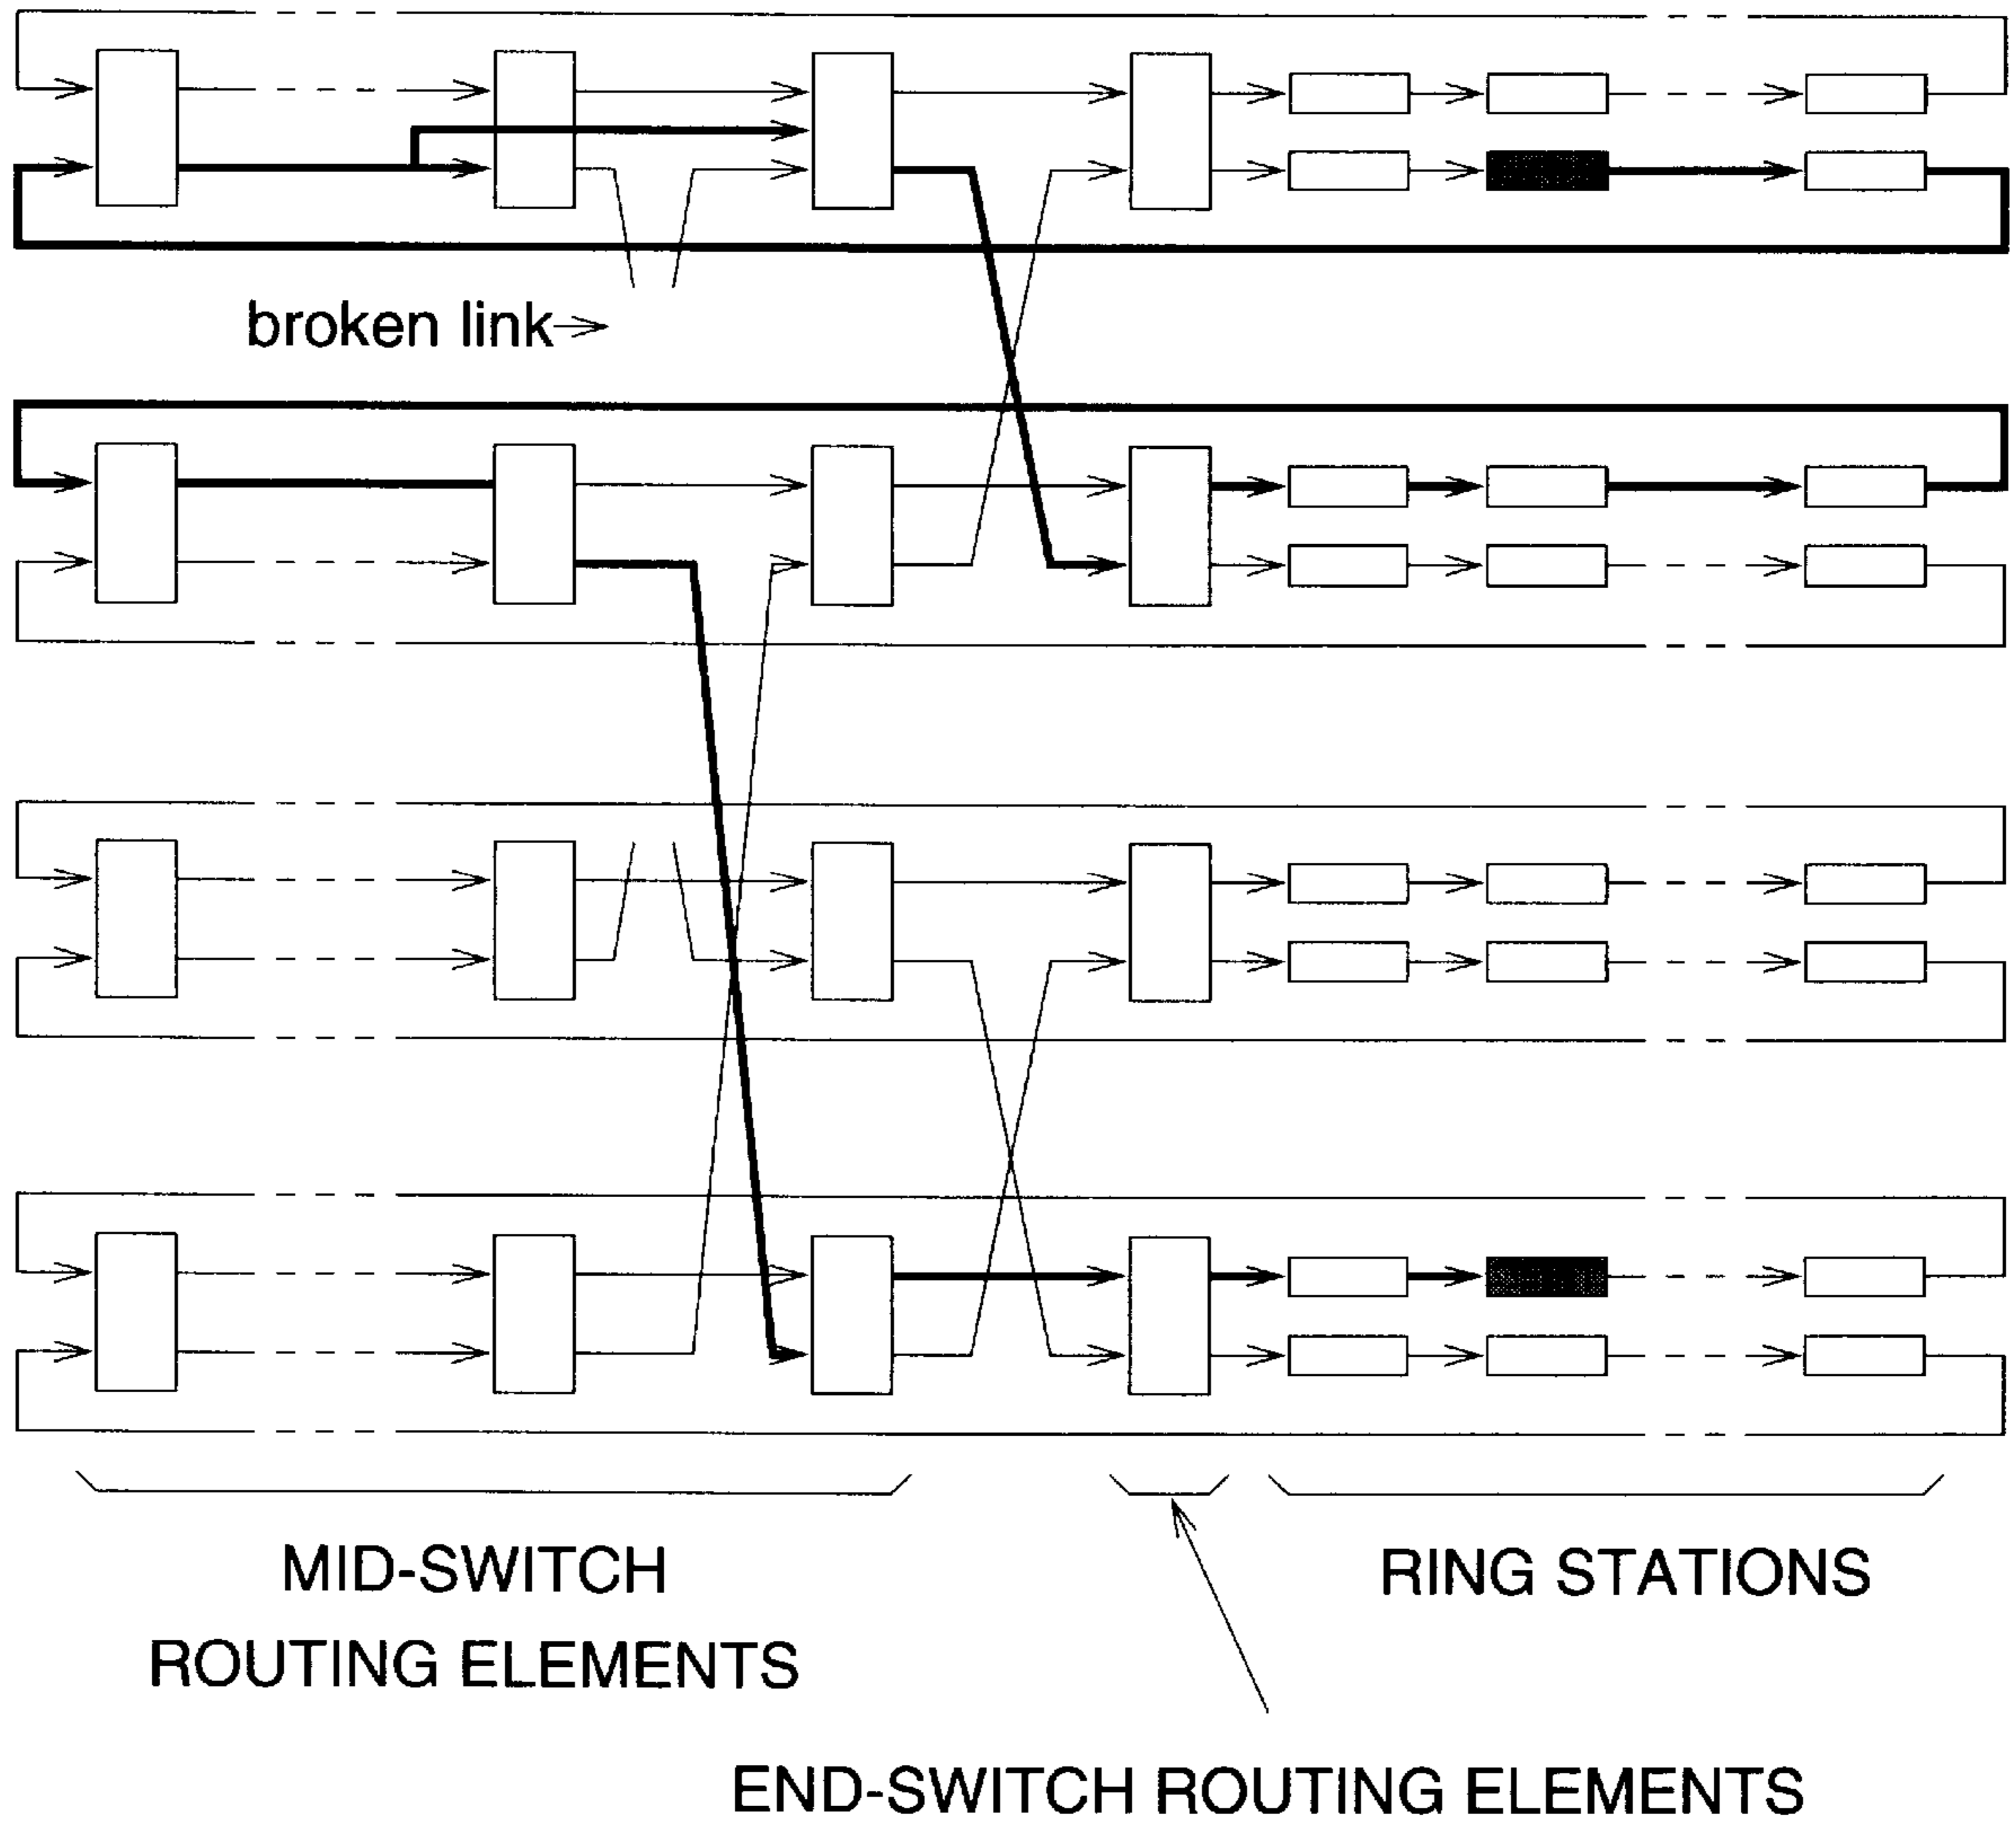 broken link
MID-SWITCH
ROUTING ELEMENTS
RING STATIONS
END-SWITCH ROUTING ELEMENTS